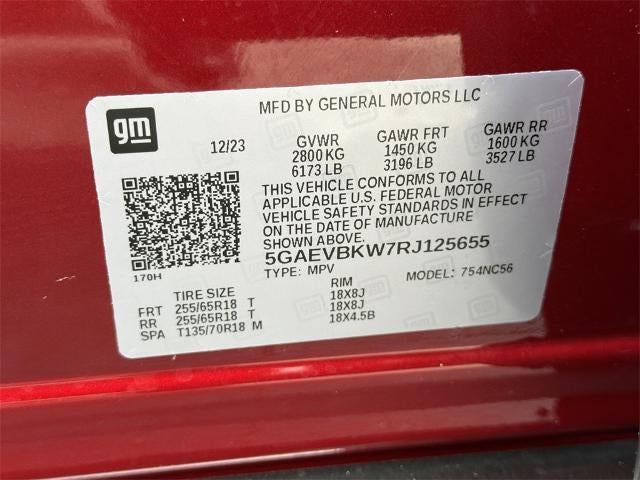 MFD BY GENERAL MOTORS LLC
gm
12/23 GVWR GAWR FRT GAWR RR
2800 KG 1450 KG 1600 KG
6173 LB 3196 LB 3527 LB
THIS VEHICLE CONFORMS TO ALL
APPLICABLE U.S. FEDERAL MOTOR
VEHICLE SAFETY STANDARDS IN EFFECT
ON THE DATE OF MANUFACTURE
SHOWN ABOVE.
5GAEVBKW7RJ125655
170H
TYPE: MPV MODEL: 754NC56
TIRE SIZE RIM
FRT 255/65R18 T 18X8J
RR 255/65R18 T 18X8J
SPA T135/70R18 M 18X4.5B